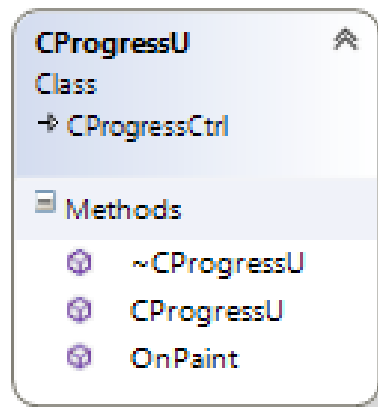 CProgressU
Class
CProgressCtrl
Methods
~CProgressU
CProgressU
OnPaint